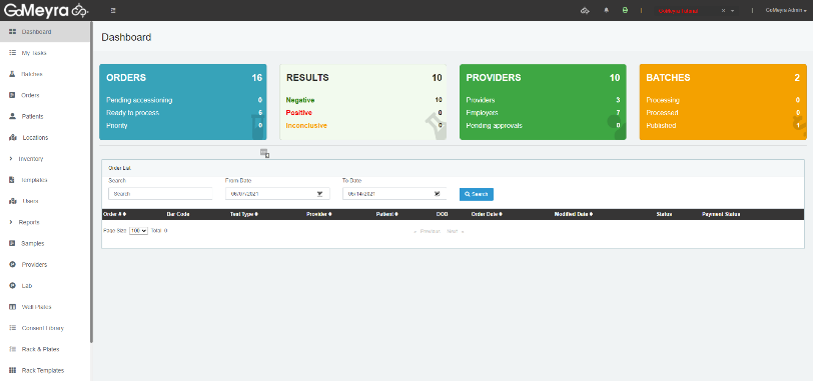 GoMeyra
GoMeyra Admin
Dashboard
My Tasks
Batches
Orders
Patients
Locations
Inventory
Templates
Users
Reports
Samples
Providers
Lab
Well Plates
Consent Library
Rack & Plates
Rack Templates
Dashboard
ORDERS 16
Pending accessioning 0
Ready to process 6
Priority 0
RESULTS 10
Negative 10
Positive 0
Inconclusive 0
PROVIDERS 10
Providers 3
Employers 7
Pending approvals 0
BATCHES 2
Processing 0
Processed 0
Published 1
Order List
Search From Date To Date
Search 06/07/2021 06/14/2021 Search
Order # Bar Code Test Type Provider Patient DOB Order Date Modified Date Status Payment Status
Page Size 100 Total 0 « Previous Next »